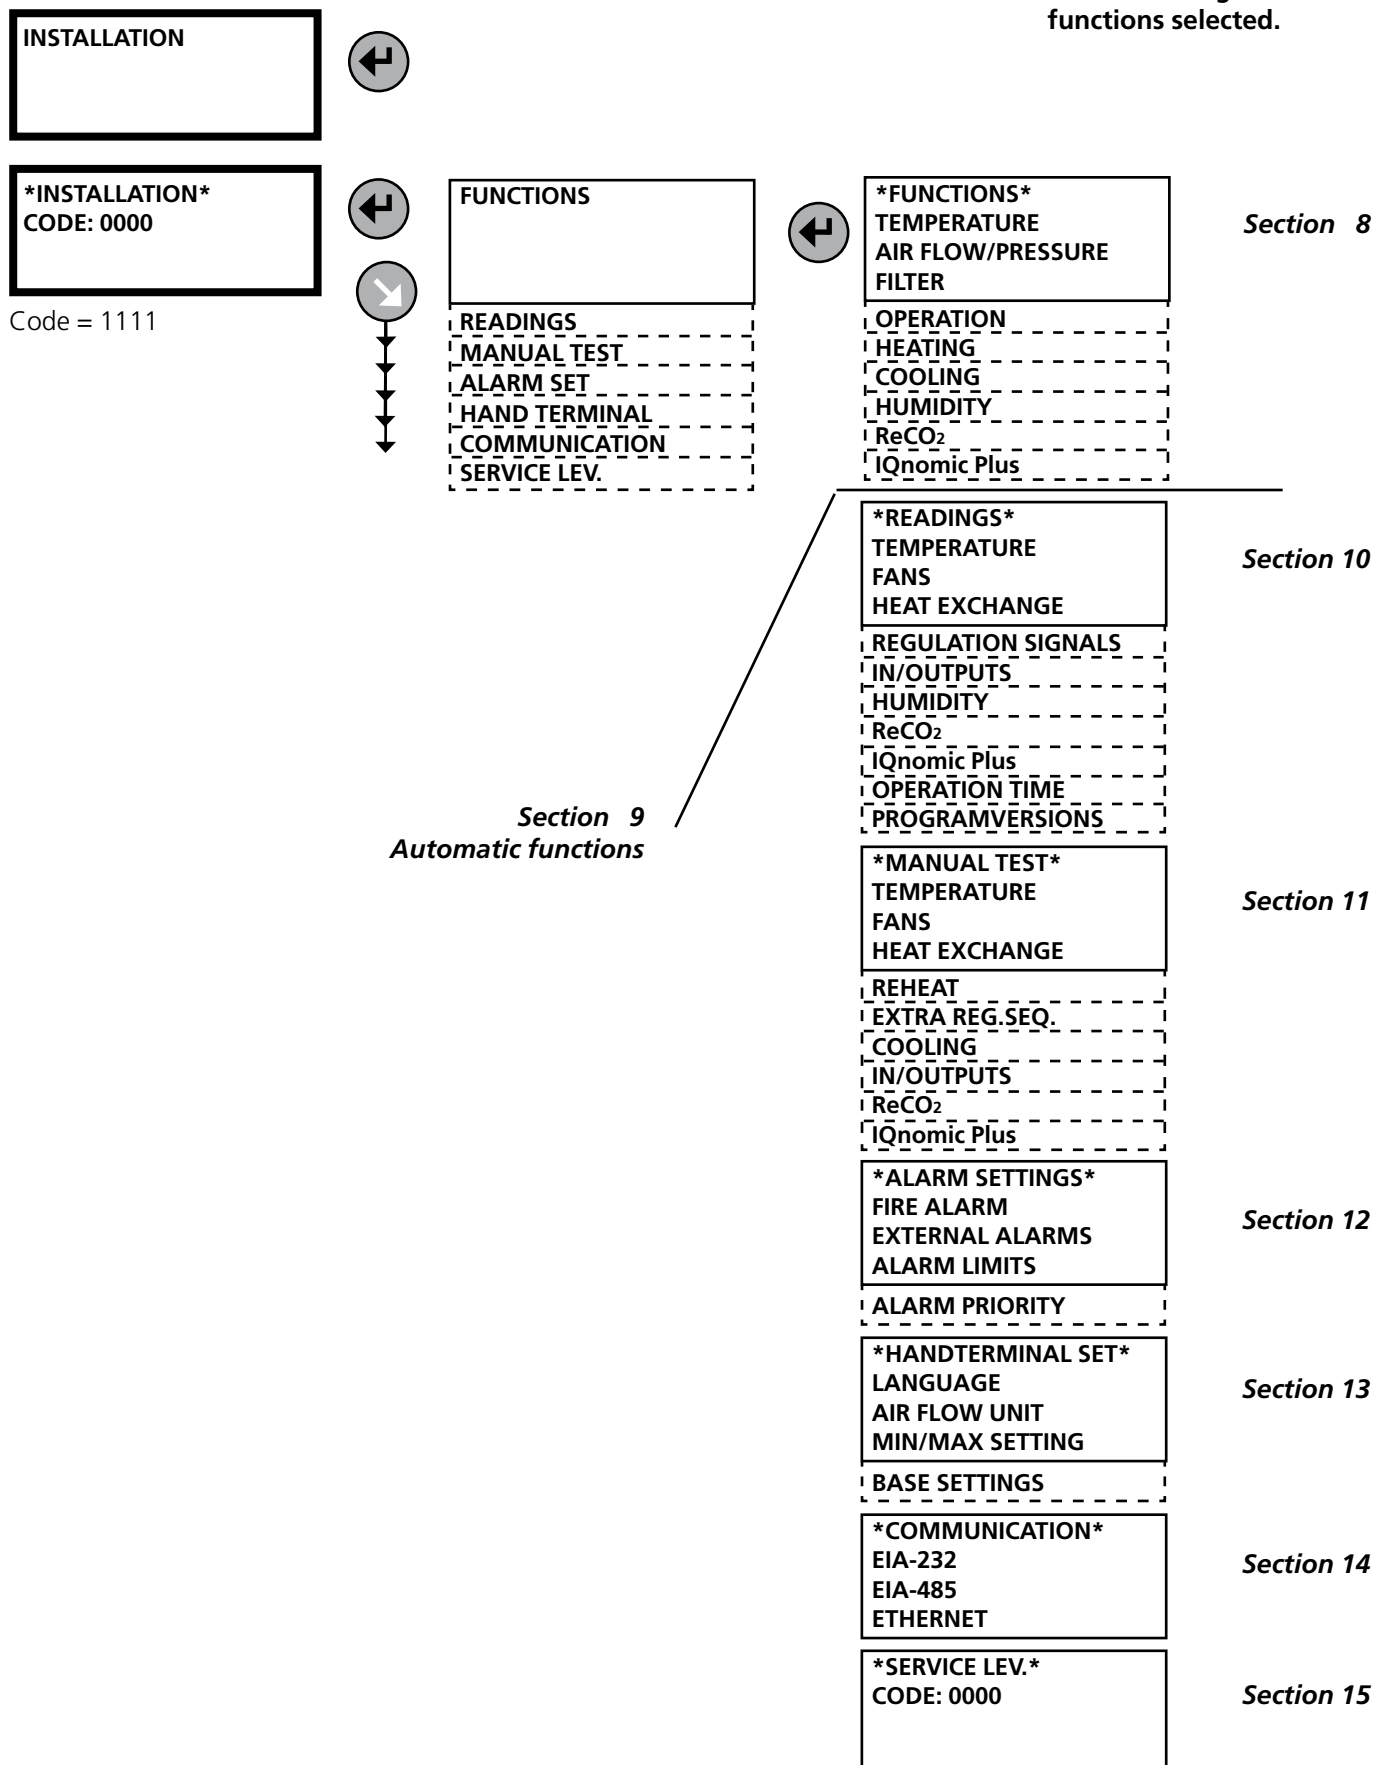 functions selected.
INSTALLATION
*INSTALLATION*
CODE: 0000
Code = 1111
FUNCTIONS
READINGS
MANUAL TEST
ALARM SET
HAND TERMINAL
COMMUNICATION
SERVICE LEV.
*FUNCTIONS*
TEMPERATURE
AIR FLOW/PRESSURE
FILTER
OPERATION
HEATING
COOLING
HUMIDITY
ReCO2
IQnomic Plus
Section 8
Section 9
Automatic functions
*READINGS*
TEMPERATURE
FANS
HEAT EXCHANGE
REGULATION SIGNALS
IN/OUTPUTS
HUMIDITY
ReCO2
IQnomic Plus
OPERATION TIME
PROGRAMVERSIONS
Section 10
*MANUAL TEST*
TEMPERATURE
FANS
HEAT EXCHANGE
REHEAT
EXTRA REG.SEQ.
COOLING
IN/OUTPUTS
ReCO2
IQnomic Plus
Section 11
*ALARM SETTINGS*
FIRE ALARM
EXTERNAL ALARMS
ALARM LIMITS
ALARM PRIORITY
Section 12
*HANDTERMINAL SET*
LANGUAGE
AIR FLOW UNIT
MIN/MAX SETTING
BASE SETTINGS
Section 13
*COMMUNICATION*
EIA-232
EIA-485
ETHERNET
Section 14
*SERVICE LEV.*
CODE: 0000
Section 15